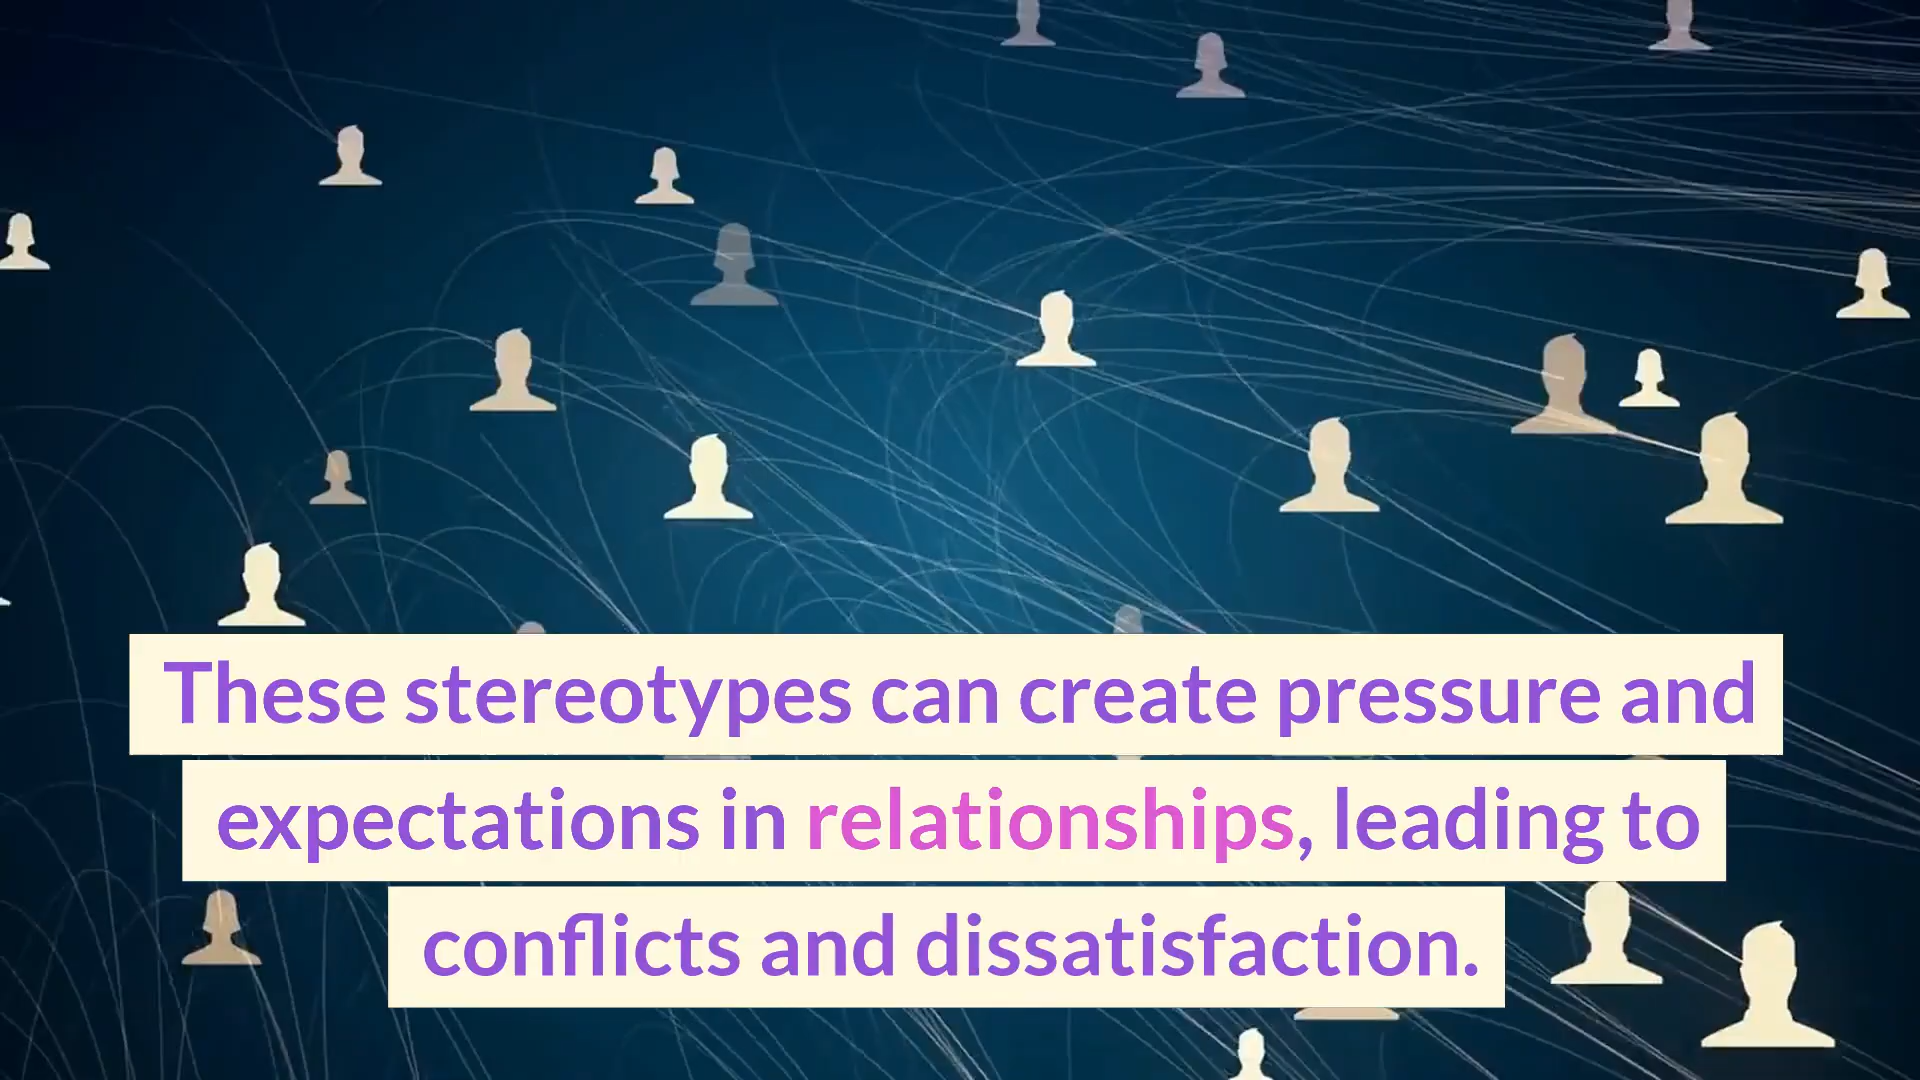 These stereotypes can create pressure and
expectations in relationships, leading to
conflicts and dissatisfaction.